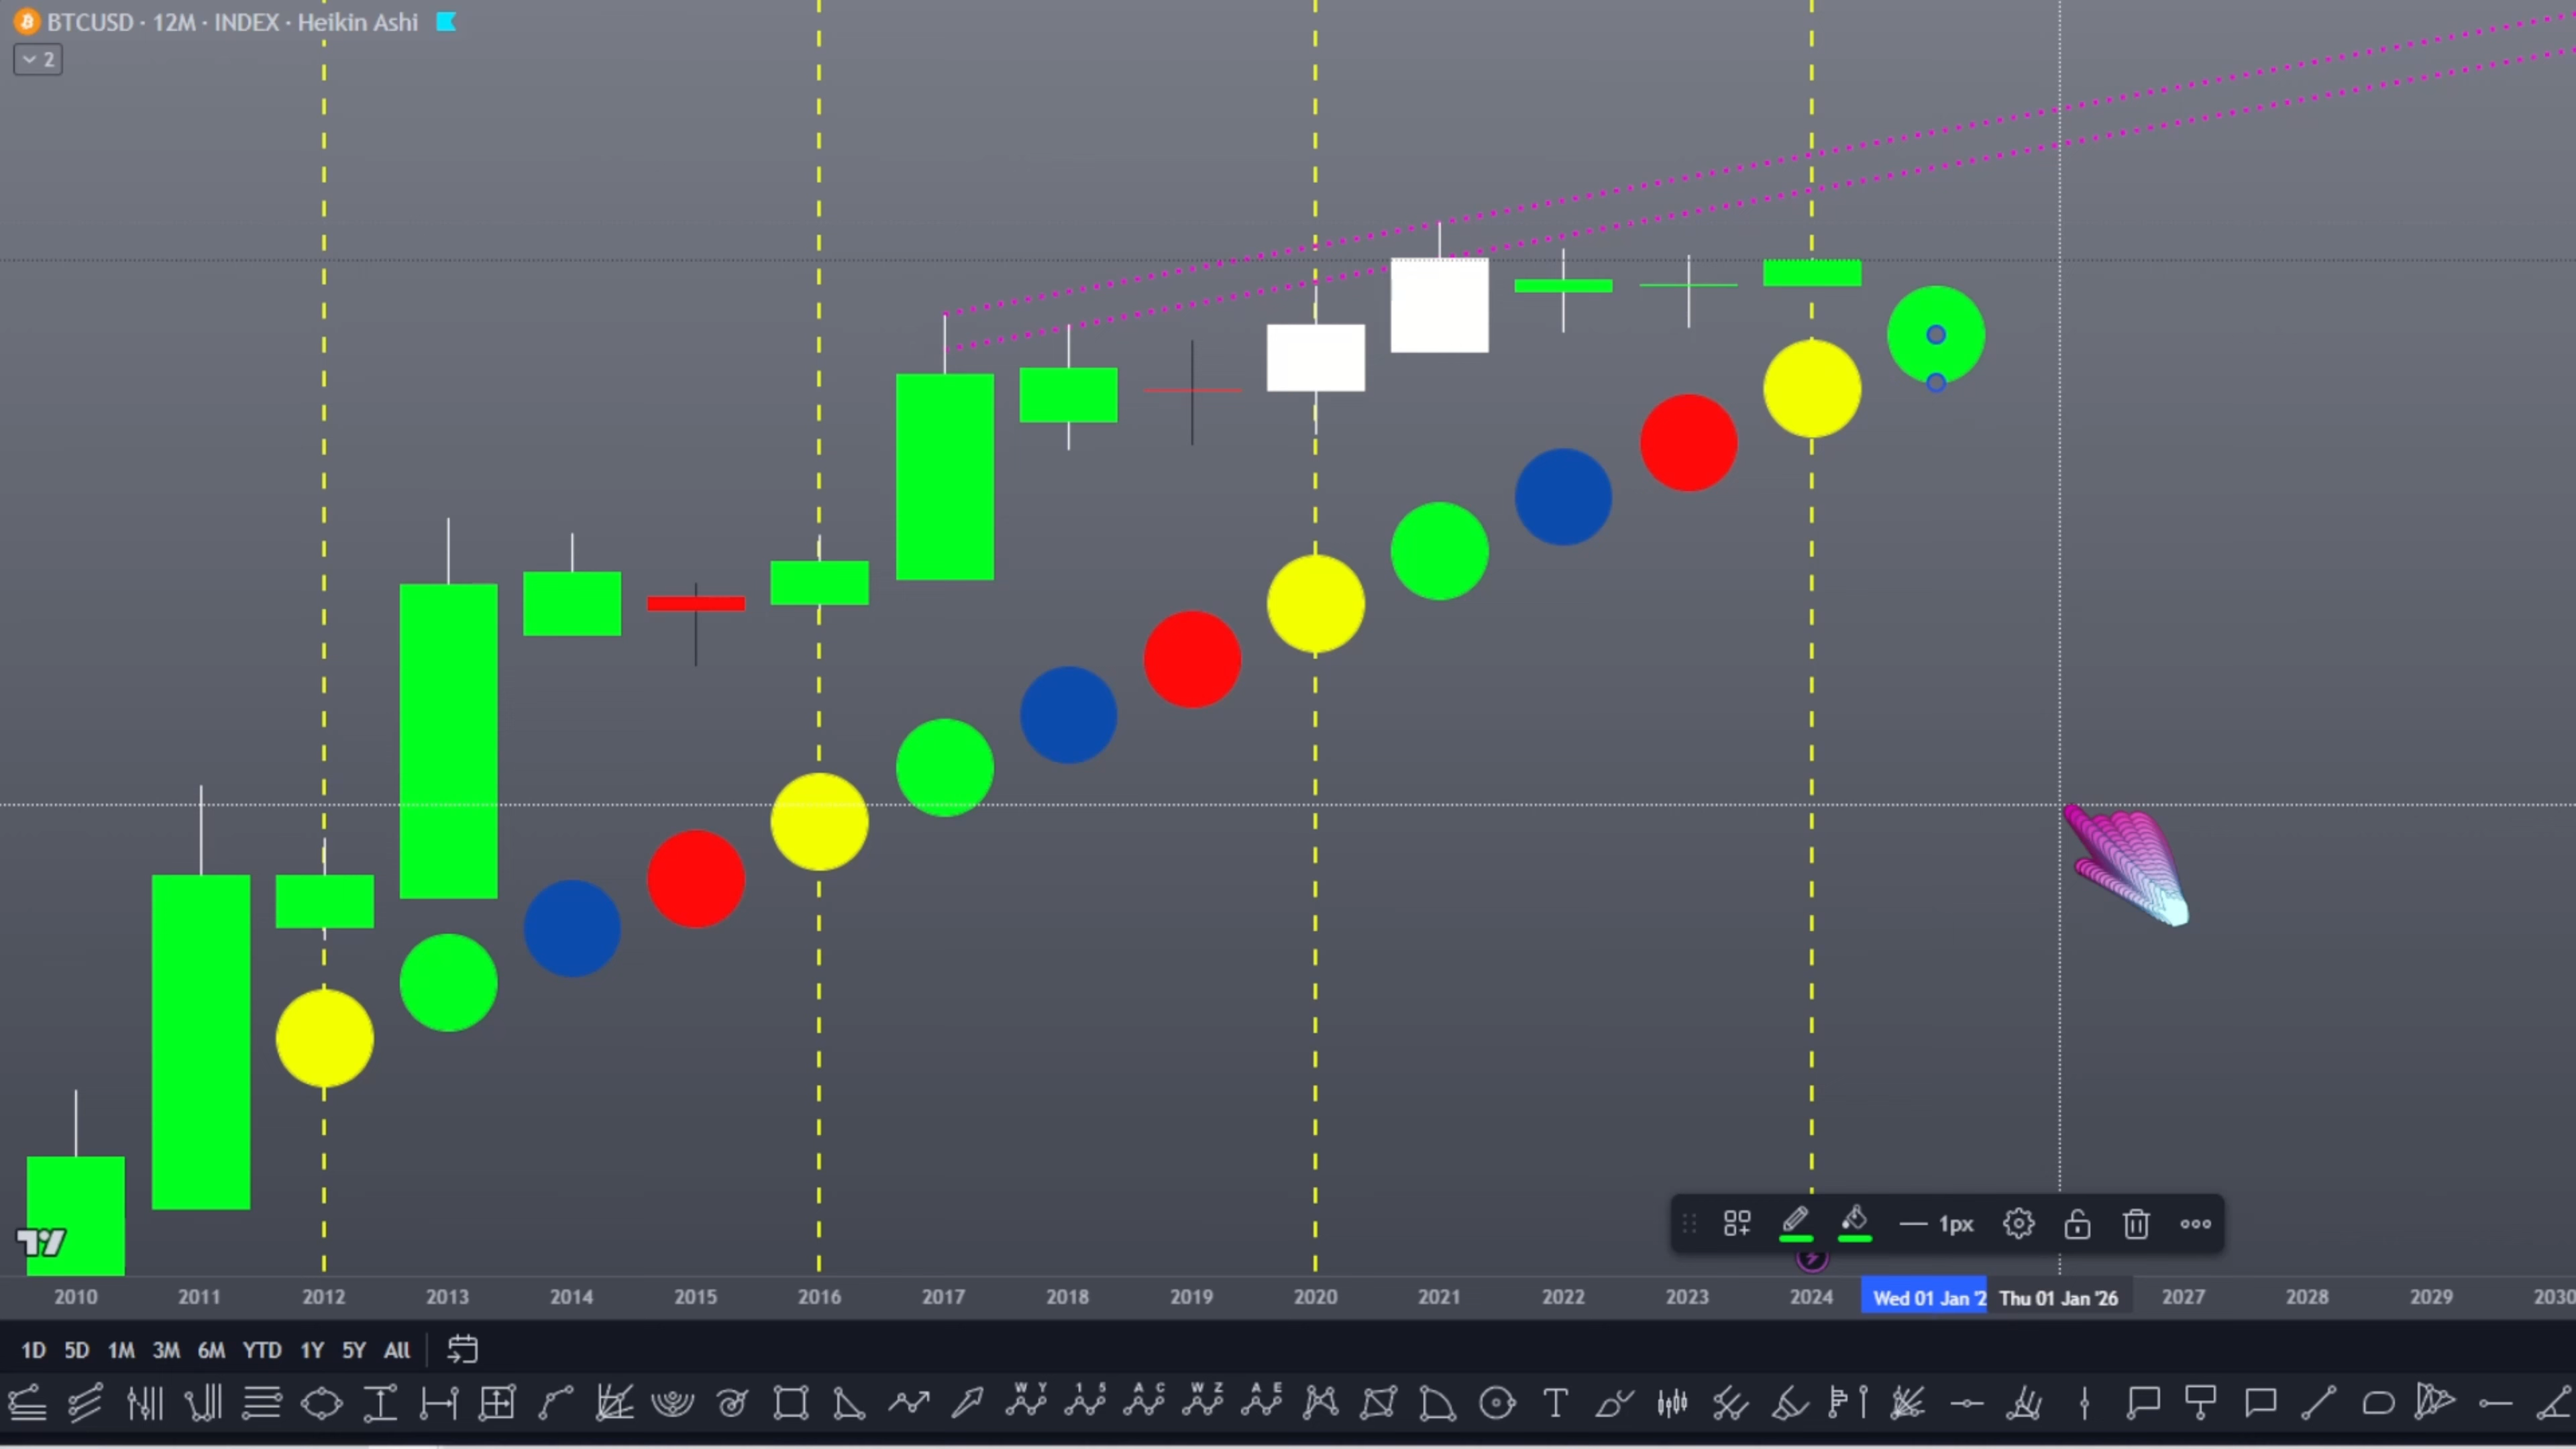 BTCUSD · 12M · INDEX · Heikin Ashi
2
1px
2010 2011 2012 2013 2014 2015 2016 2017 2018 2019 2020 2021 2022 2023 2024 Wed 01 Jan '2 Thu 01 Jan '26 2027 2028 2029 2030
1D 5D 1M 3M 6M YTD 1Y 5Y All
W Y 1 5 A C W Z A E T